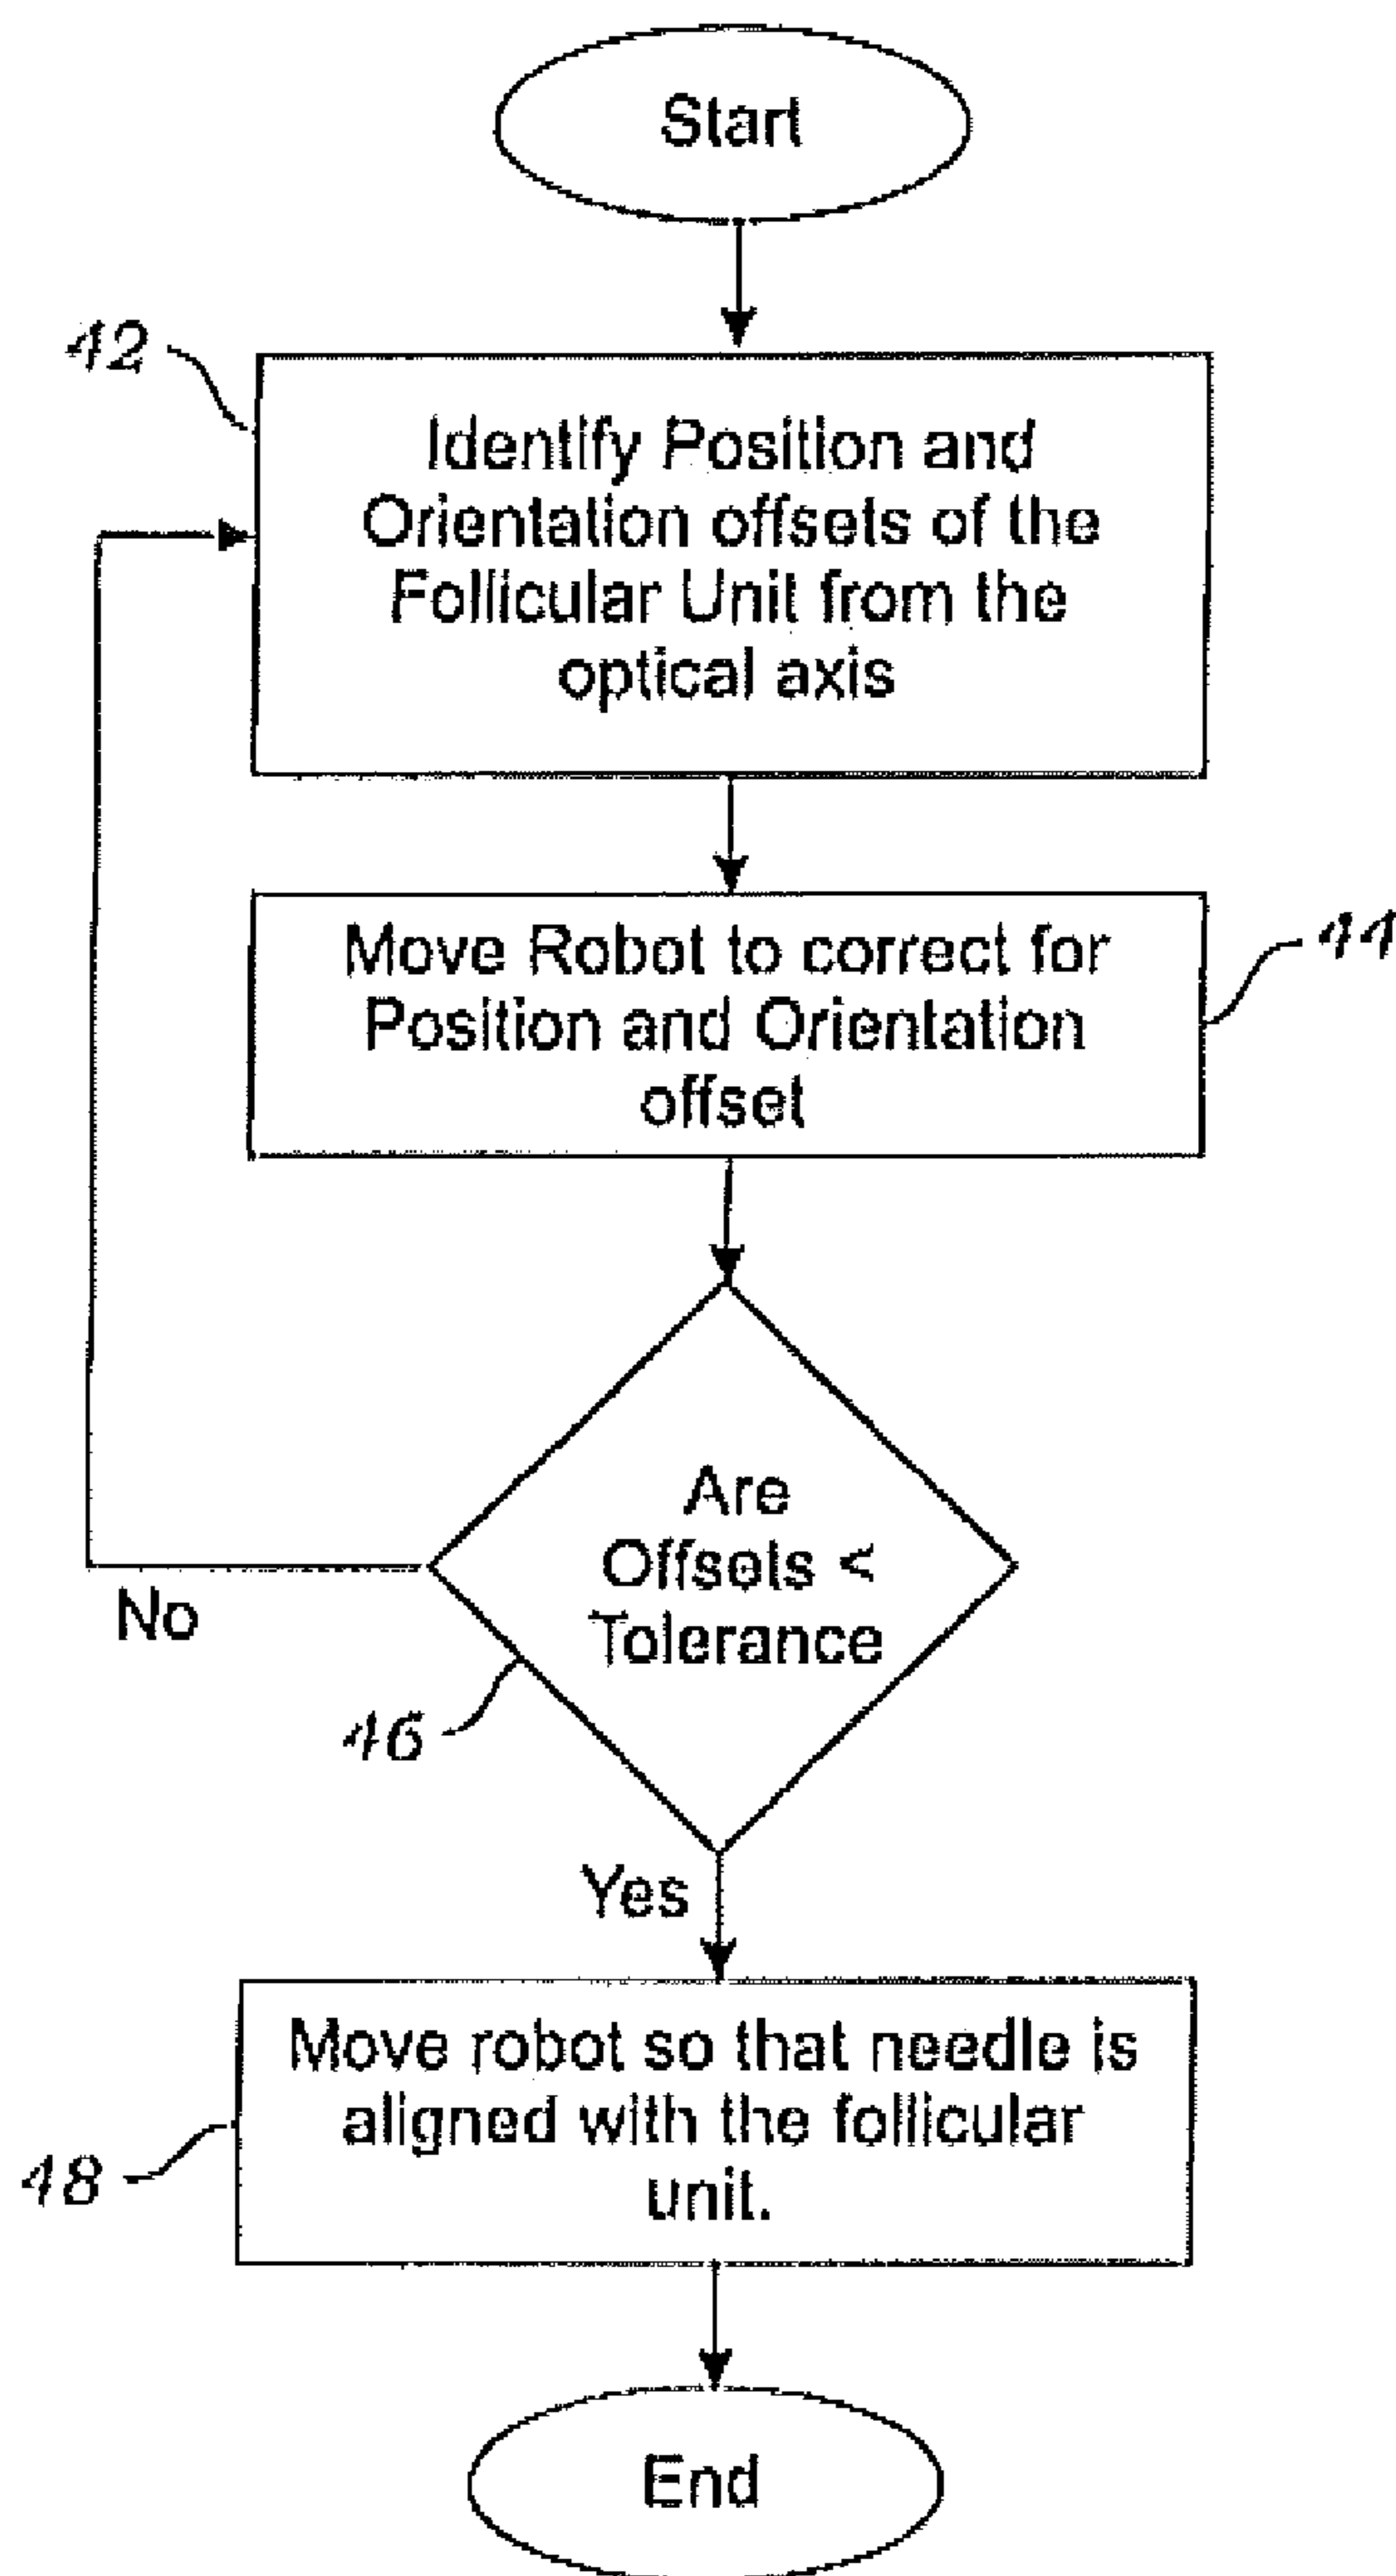 Start
42
Identify Position and
Orientation offsets of the
Follicular Unit from the
optical axis
Move Robot to correct for
Position and Orientation
offset
44
Are
Offsets <
Tolerance
No
46
Yes
Move robot so that needle is
aligned with the follicular
unit.
48
End